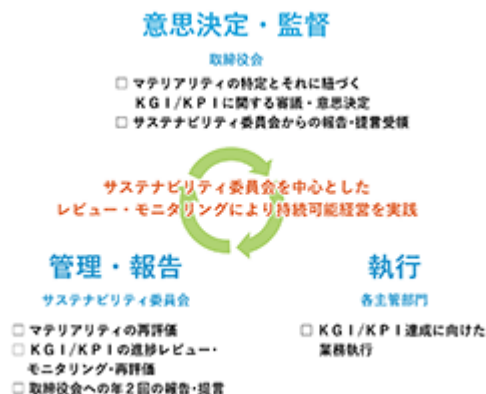 意思決定・監督
取締役会
□ マテリアリティの特定とそれに紐づく
KGI/KPIに関する審議・意思決定
□ サステナビリティ委員会からの報告・提言受領
サステナビリティ委員会を中心とした
レビュー・モニタリングにより持続可能経営を実践
管理・報告
サステナビリティ委員会
□ マテリアリティの再評価
□ KGI/KPIの進捗レビュー・
モニタリング・再評価
□ 取締役会への年2回の報告・提言
執行
各主管部門
□ KGI/KPI達成に向けた
業務執行